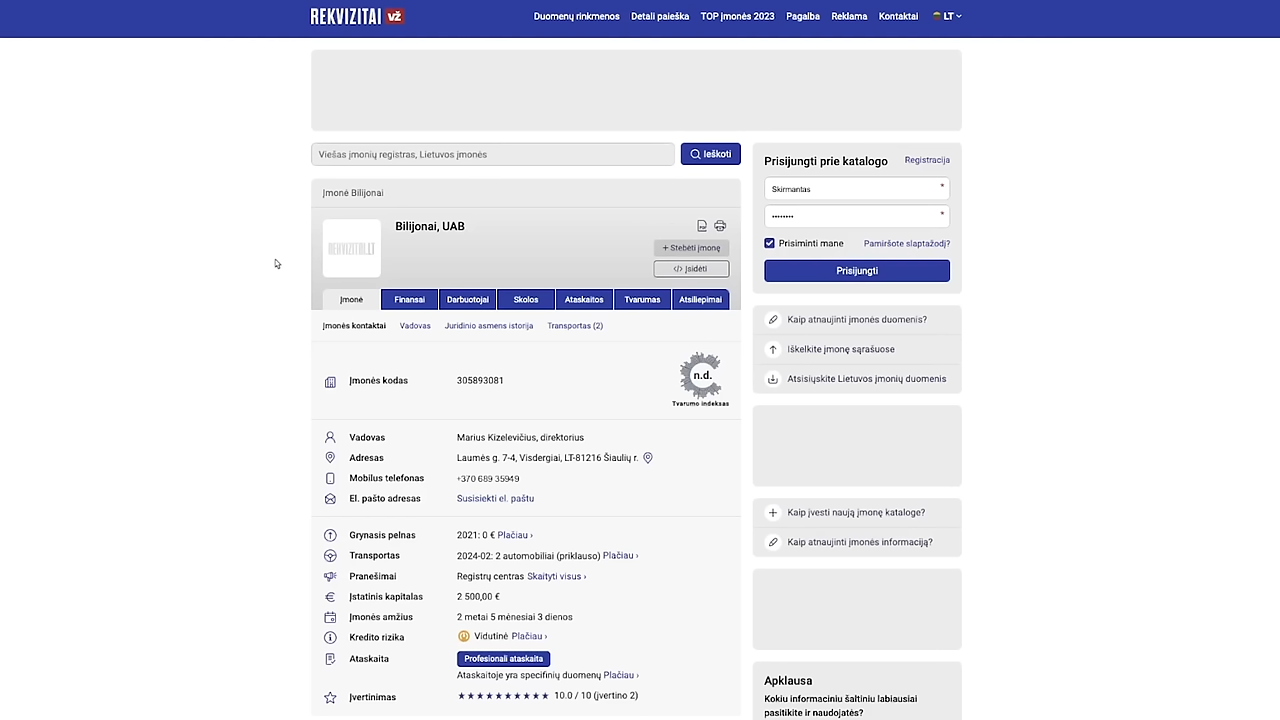 REKVIZITAI vž
Duomenų rinkmenos Detali paieška TOP įmonės 2023 Pagalba Reklama Kontaktai LT
Viešas įmonių registras, Lietuvos įmonės
Ieškoti
Įmonė Bilijonai
REKVIZITAI.LT
Bilijonai, UAB
+ Stebėti įmonę
</> Įsidėti
Įmonė Finansai Darbuotojai Skolos Ataskaitos Tvarumas Atsiliepimai
Įmonės kontaktai Vadovas Juridinio asmens istorija Transportas (2)
Įmonės kodas 305893081
n.d.
Tvarumo indeksas
Vadovas Marius Kizelevičius, direktorius
Adresas Laumės g. 7-4, Visdergiai, LT-81216 Šiaulių r.
Mobilus telefonas +370 689 35949
El. pašto adresas Susisiekti el. paštu
Grynasis pelnas 2021: 0 € Plačiau ›
Transportas 2024-02: 2 automobiliai (priklauso) Plačiau ›
Pranešimai Registrų centras Skaityti visus ›
Įstatinis kapitalas 2 500,00 €
Įmonės amžius 2 metai 5 mėnesiai 3 dienos
Kredito rizika Vidutinė Plačiau ›
Ataskaita Profesionali ataskaita
Ataskaitoje yra specifinių duomenų Plačiau ›
Įvertinimas ★★★★★★★★★★ 10.0 / 10 (įvertino 2)
Prisijungti prie katalogo Registracija
Skirmantas *
•••••••• *
Prisiminti mane Pamiršote slaptažodį?
Prisijungti
Kaip atnaujinti įmonės duomenis?
Iškelkite įmonę sąrašuose
Atsisiųskite Lietuvos įmonių duomenis
Kaip įvesti naują įmonę kataloge?
Kaip atnaujinti įmonės informaciją?
Apklausa
Kokiu informaciniu šaltiniu labiausiai
pasitikite ir naudojatės?